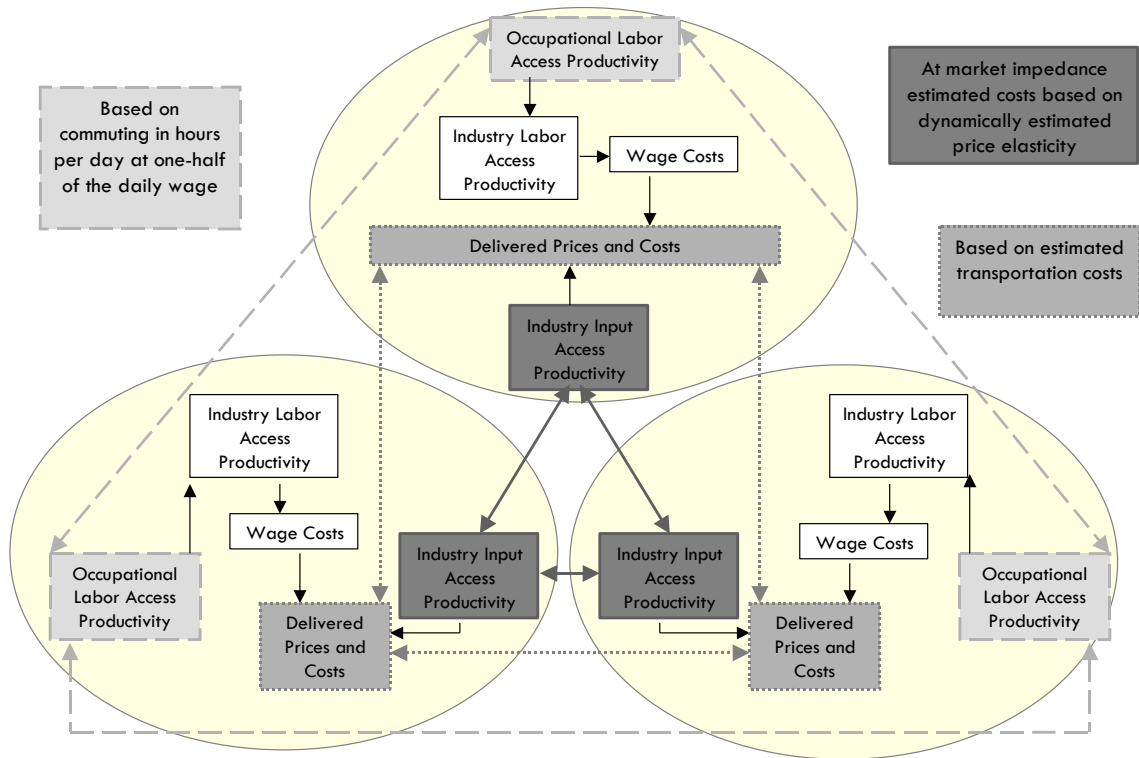 Occupational Labor
Access Productivity
Based on
commuting in hours
per day at one-half
of the daily wage
At market impedance
estimated costs based on
dynamically estimated
price elasticity
Industry Labor
Access
Productivity
Wage Costs
Delivered Prices and Costs
Based on estimated
transportation costs
Industry Input
Access
Productivity
Industry Labor
Access
Productivity
Wage Costs
Occupational
Labor Access
Productivity
Delivered
Prices and
Costs
Industry Input
Access
Productivity
Industry Input
Access
Productivity
Industry Labor
Access
Productivity
Wage Costs
Delivered
Prices and
Costs
Occupational
Labor Access
Productivity